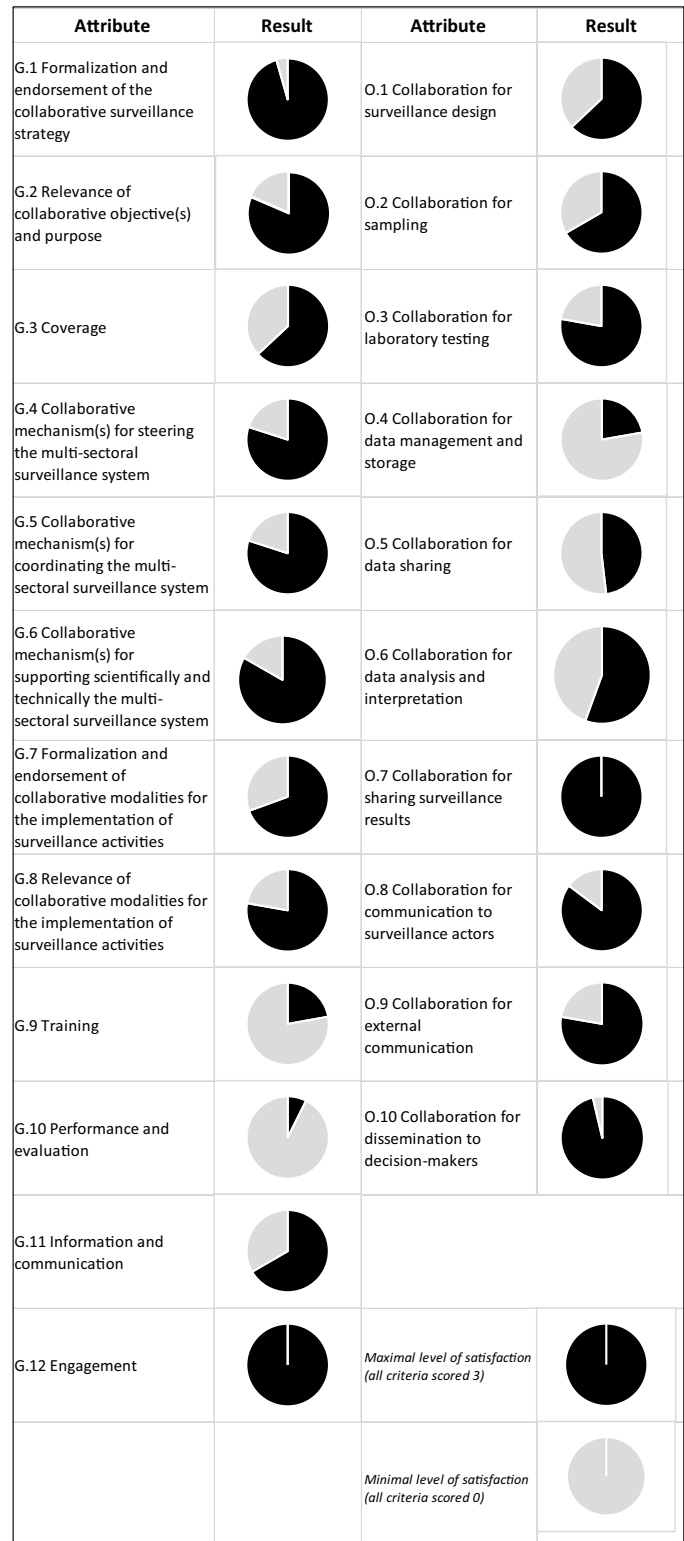 Attribute
Result
Attribute
Result
G.1 Formalization and
endorsement of the
collaborative surveillance
strategy
O.1 Collaboration for
surveillance design
G.2 Relevance of
collaborative objective(s)
and purpose
O.2 Collaboration for
sampling
G.3 Coverage
O.3 Collaboration for
laboratory testing
G.4 Collaborative
mechanism(s) for steering
the multi-sectoral
surveillance system
O.4 Collaboration for
data management and
storage
G.5 Collaborative
mechanism(s) for
coordinating the multi-
sectoral surveillance system
O.5 Collaboration for
data sharing
G.6 Collaborative
mechanism(s) for
supporting scientifically and
technically the multi-
sectoral surveillance system
O.6 Collaboration for
data analysis and
interpretation
G.7 Formalization and
endorsement of
collaborative modalities for
the implementation of
surveillance activities
O.7 Collaboration for
sharing surveillance
results
G.8 Relevance of
collaborative modalities for
the implementation of
surveillance activities
O.8 Collaboration for
communication to
surveillance actors
G.9 Training
O.9 Collaboration for
external
communication
G.10 Performance and
evaluation
O.10 Collaboration for
dissemination to
decision-makers
G.11 Information and
communication
G.12 Engagement
Maximal level of satisfaction
(all criteria scored 3)
Minimal level of satisfaction
(all criteria scored 0)